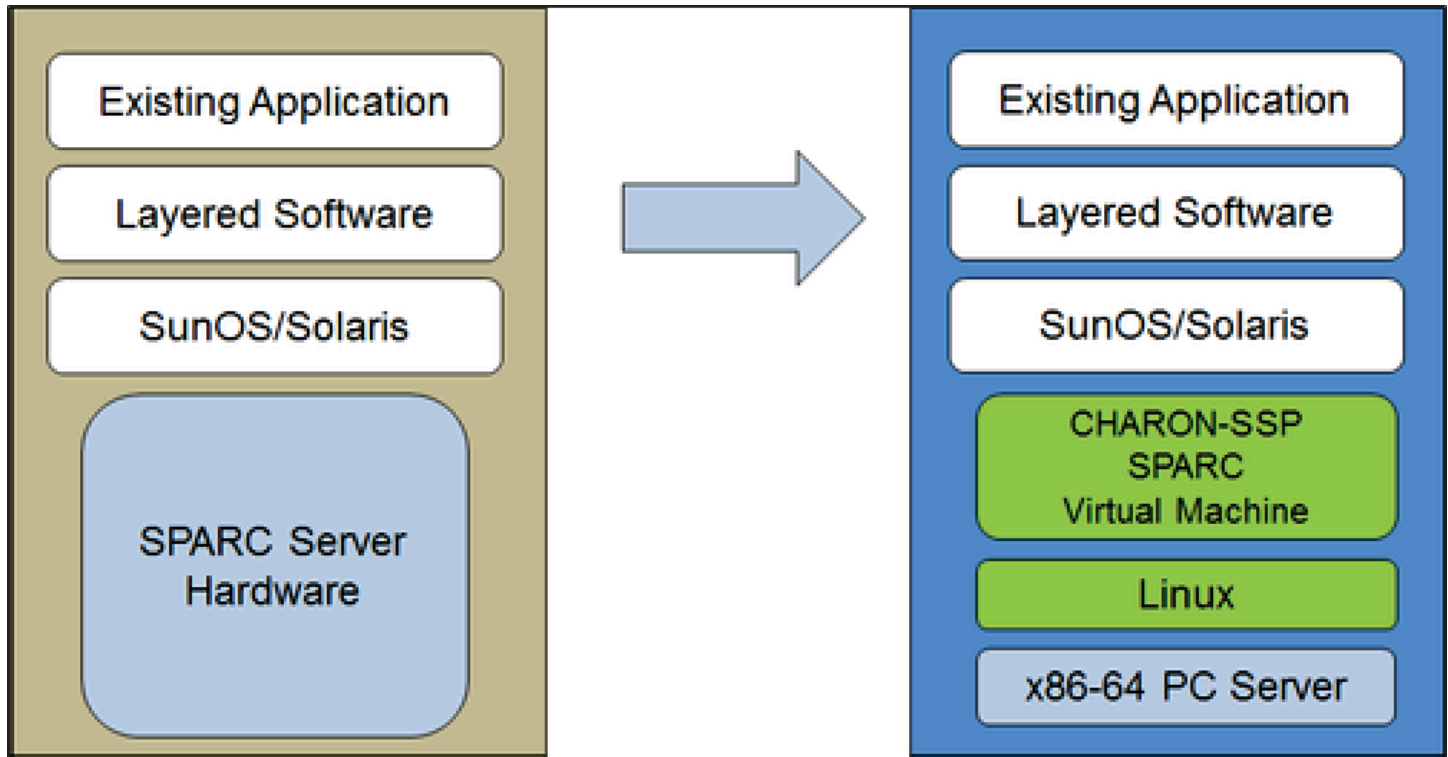 Existing Application
Layered Software
SunOS/Solaris
SPARC Server
Hardware
Existing Application
Layered Software
SunOS/Solaris
CHARON-SSP
SPARC
Virtual Machine
Linux
x86-64 PC Server